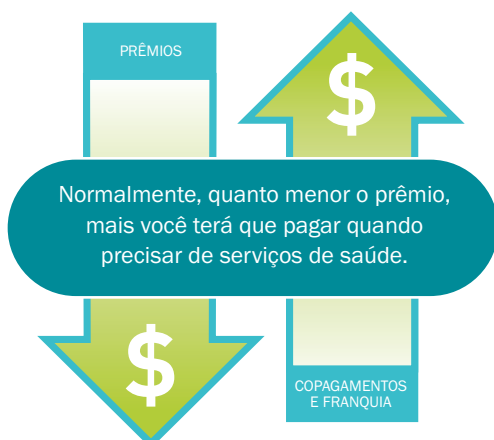 PRÊMIOS
$
Normalmente, quanto menor o prêmio,
mais você terá que pagar quando
precisar de serviços de saúde.
$
COPAGAMENTOS
E FRANQUIA